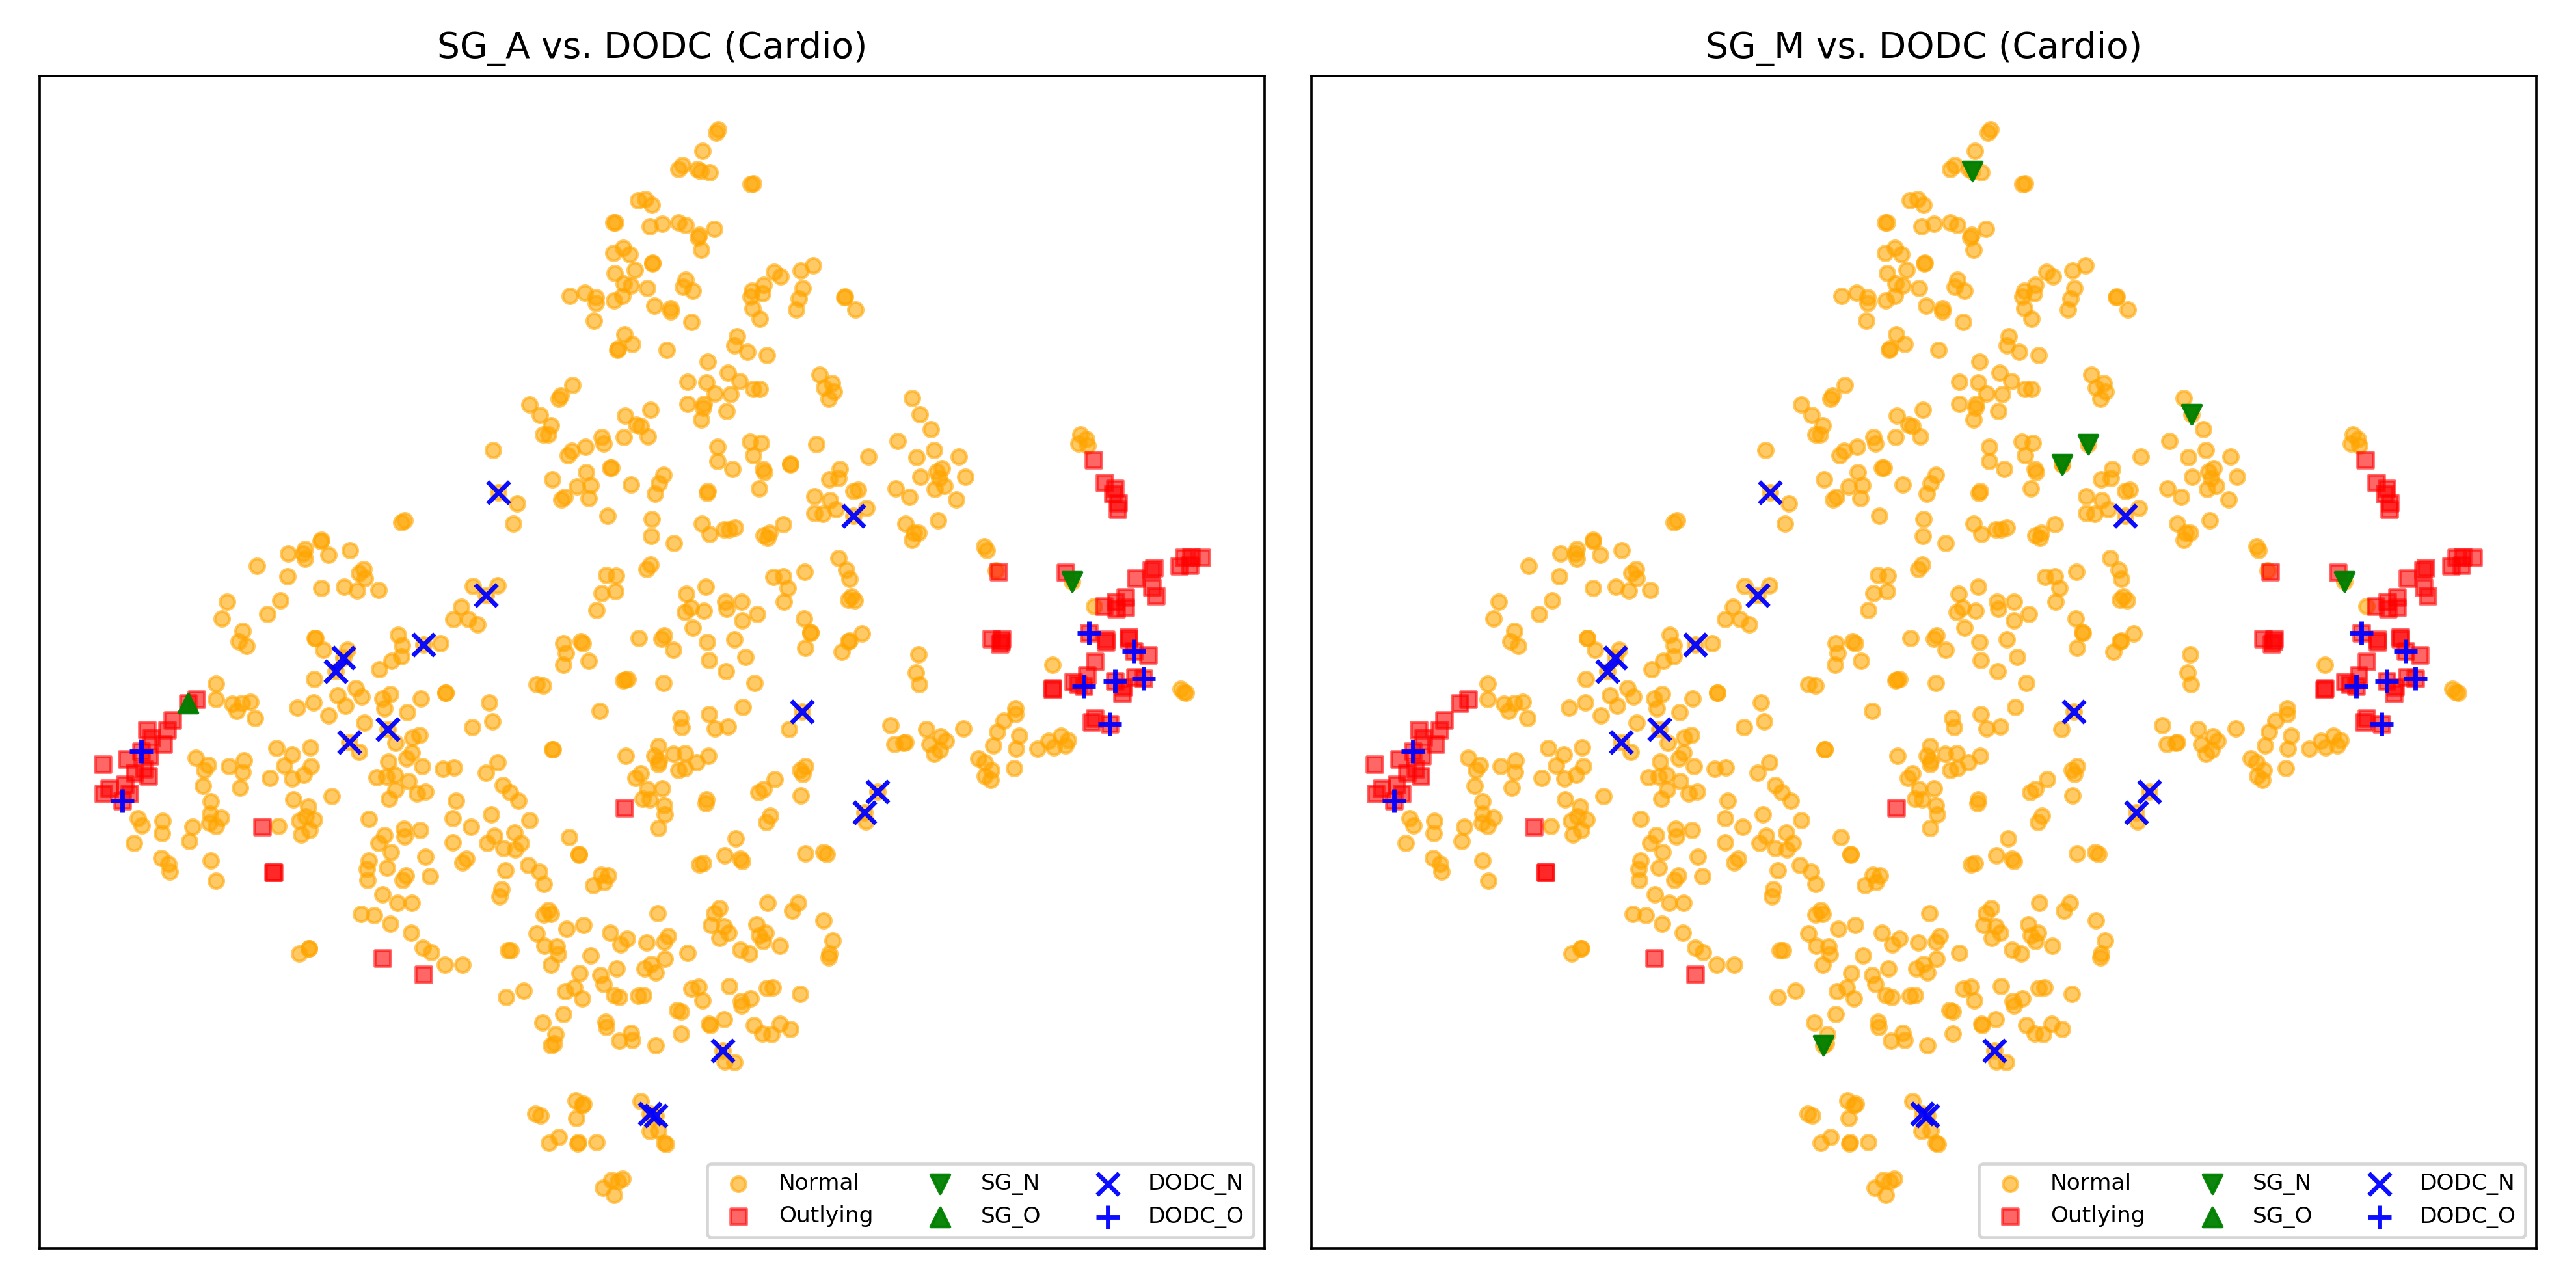 SG_A vs. DODC (Cardio)
Normal SG_N DODC_N
Outlying SG_O DODC_O
SG_M vs. DODC (Cardio)
Normal SG_N DODC_N
Outlying SG_O DODC_O